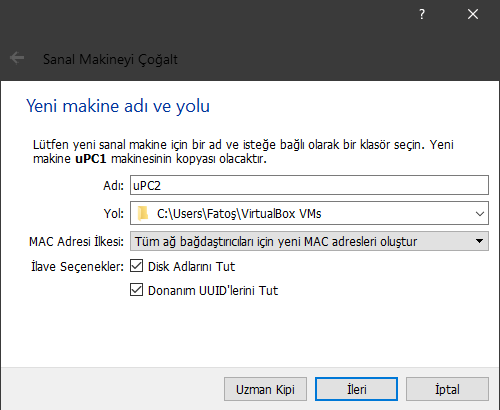 ?
Sanal Makineyi Çoğalt
Yeni makine adı ve yolu
Lütfen yeni sanal makine için bir ad ve isteğe bağlı olarak bir klasör seçin. Yeni
makine uPC1 makinesinin kopyası olacaktır.
Adı: uPC2
Yol: C:\Users\Fatoş\VirtualBox VMs
MAC Adresi İlkesi: Tüm ağ bağdaştırıcıları için yeni MAC adresleri oluştur
İlave Seçenekler: Disk Adlarını Tut
Donanım UUID'lerini Tut
Uzman Kipi İleri İptal